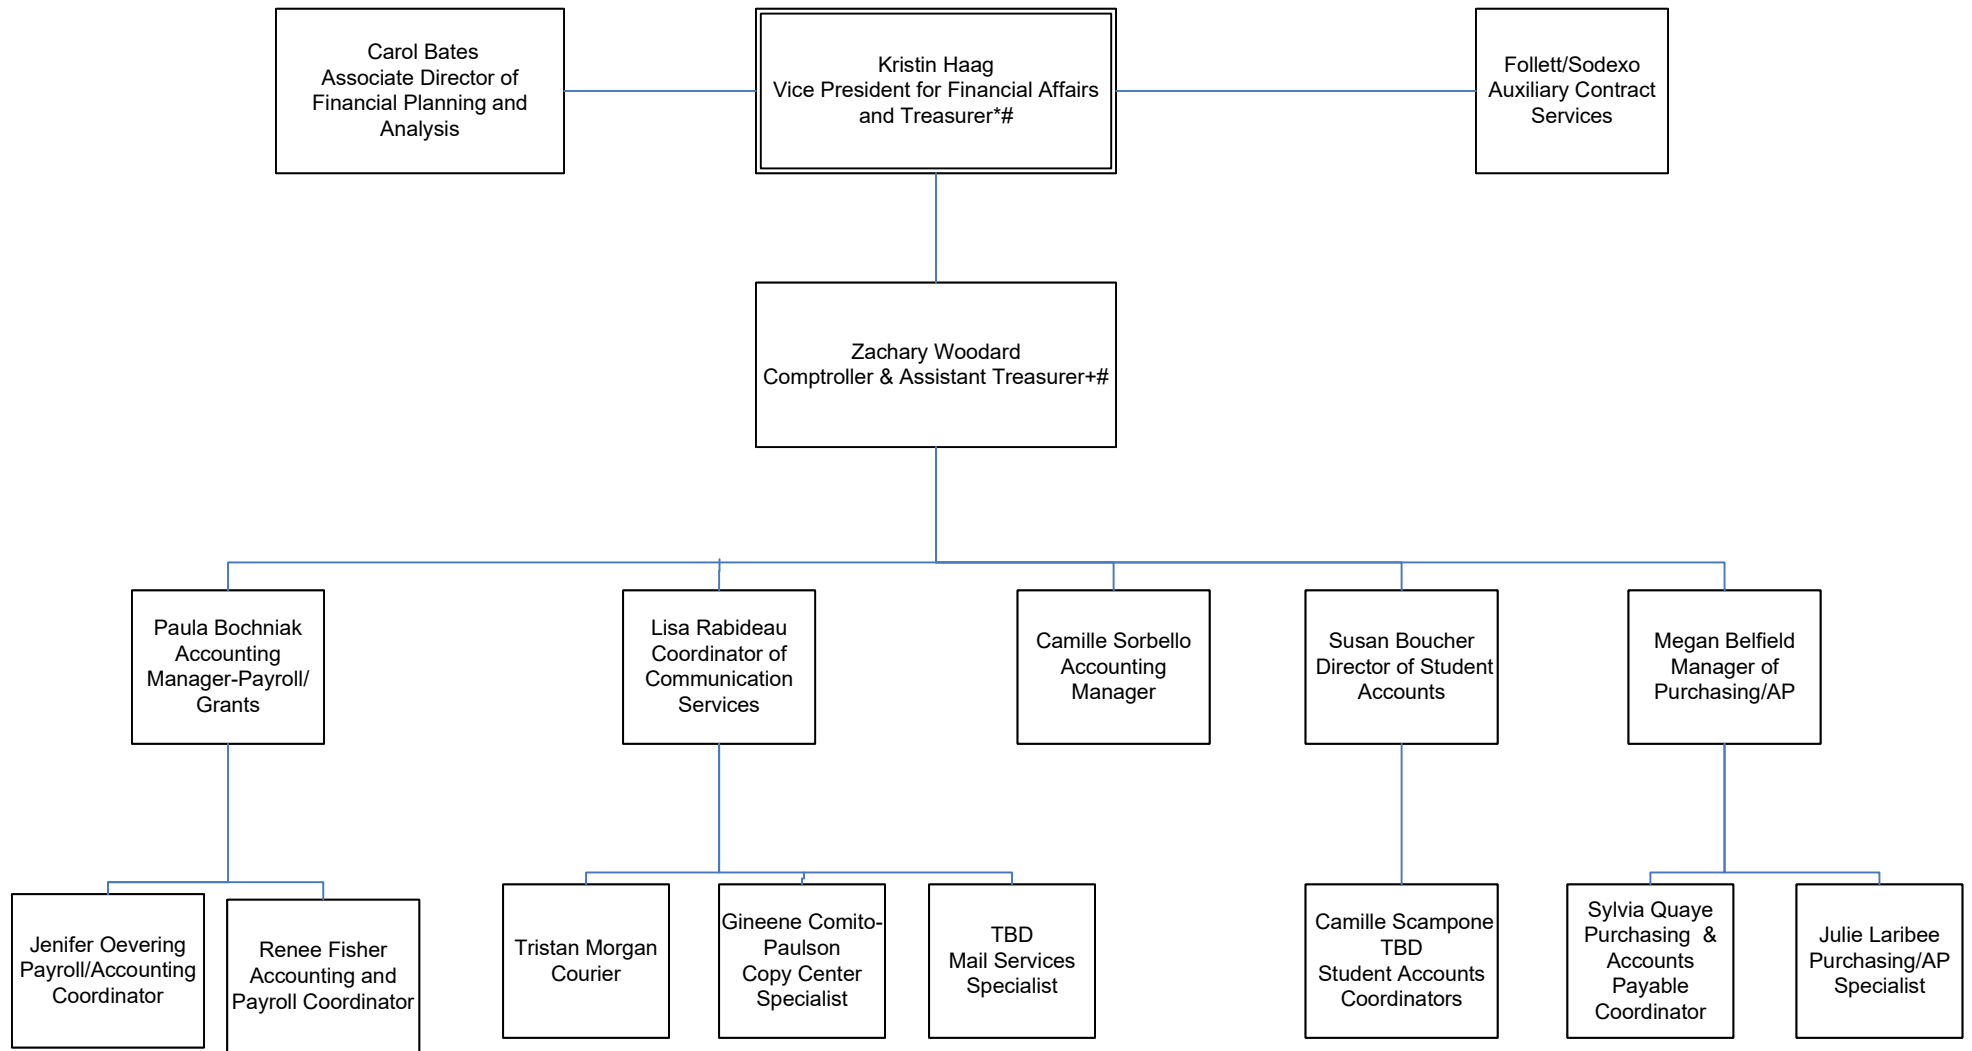 Carol Bates
Associate Director of
Financial Planning and
Analysis
Kristin Haag
Vice President for Financial Affairs
and Treasurer*#
Follett/Sodexo
Auxiliary Contract
Services
Zachary Woodard
Comptroller & Assistant Treasurer+#
Paula Bochniak
Accounting
Manager-Payroll/
Grants
Lisa Rabideau
Coordinator of
Communication
Services
Camille Sorbello
Accounting
Manager
Susan Boucher
Director of Student
Accounts
Megan Belfield
Manager of
Purchasing/AP
Jenifer Oevering
Payroll/Accounting
Coordinator
Renee Fisher
Accounting and
Payroll Coordinator
Tristan Morgan
Courier
Gineene Comito-
Paulson
Copy Center
Specialist
TBD
Mail Services
Specialist
Camille Scampone
TBD
Student Accounts
Coordinators
Sylvia Quaye
Purchasing  &
Accounts
Payable
Coordinator
Julie Laribee
Purchasing/AP
Specialist